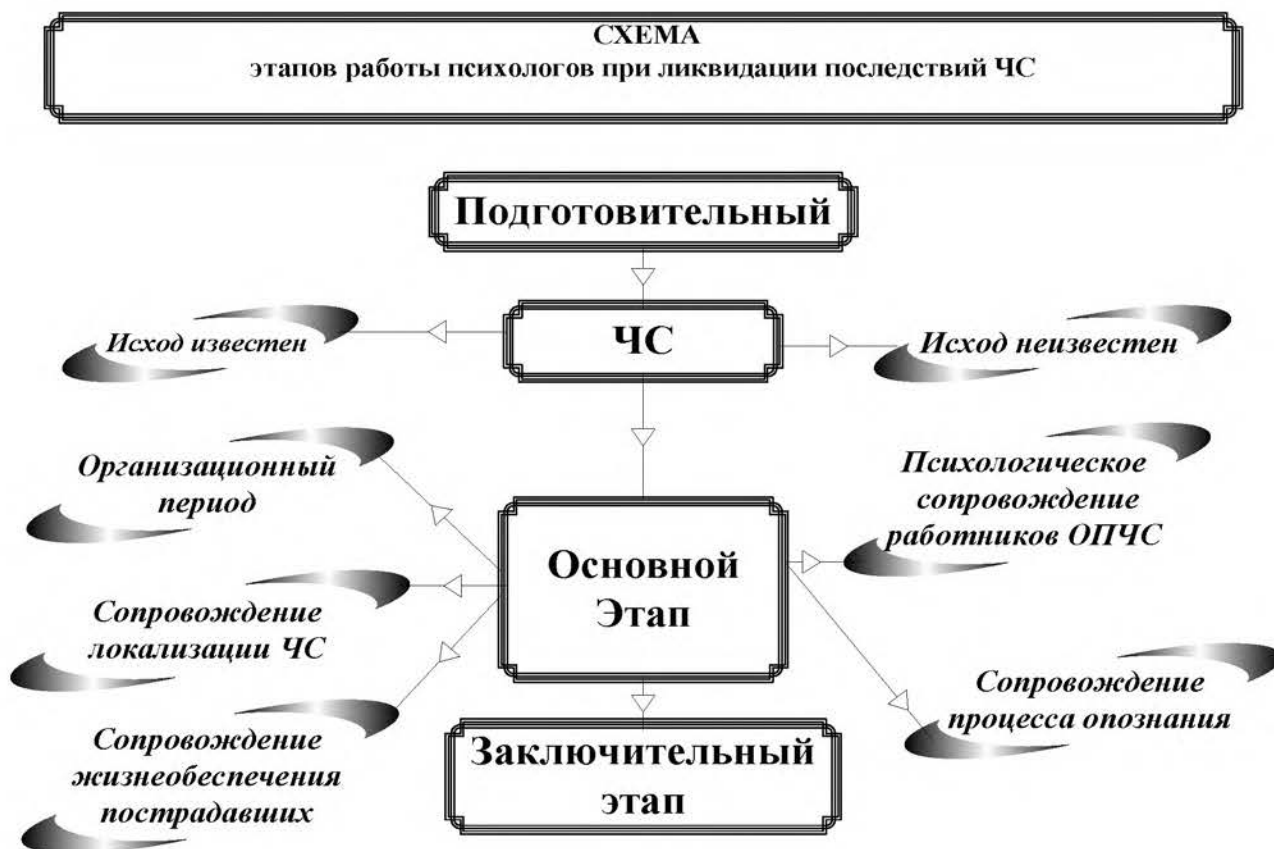 СХЕМА
этапов работы психологов при ликвидации последствий ЧС
Подготовительный
Исход известен
ЧС
Исход неизвестен
Организационный
период
Сопровождение
локализации ЧС
Сопровождение
жизнеобеспечения
пострадавших
Основной
Этап
Психологическое
сопровождение
работников ОПЧС
Сопровождение
процесса опознания
Заключительный
этап